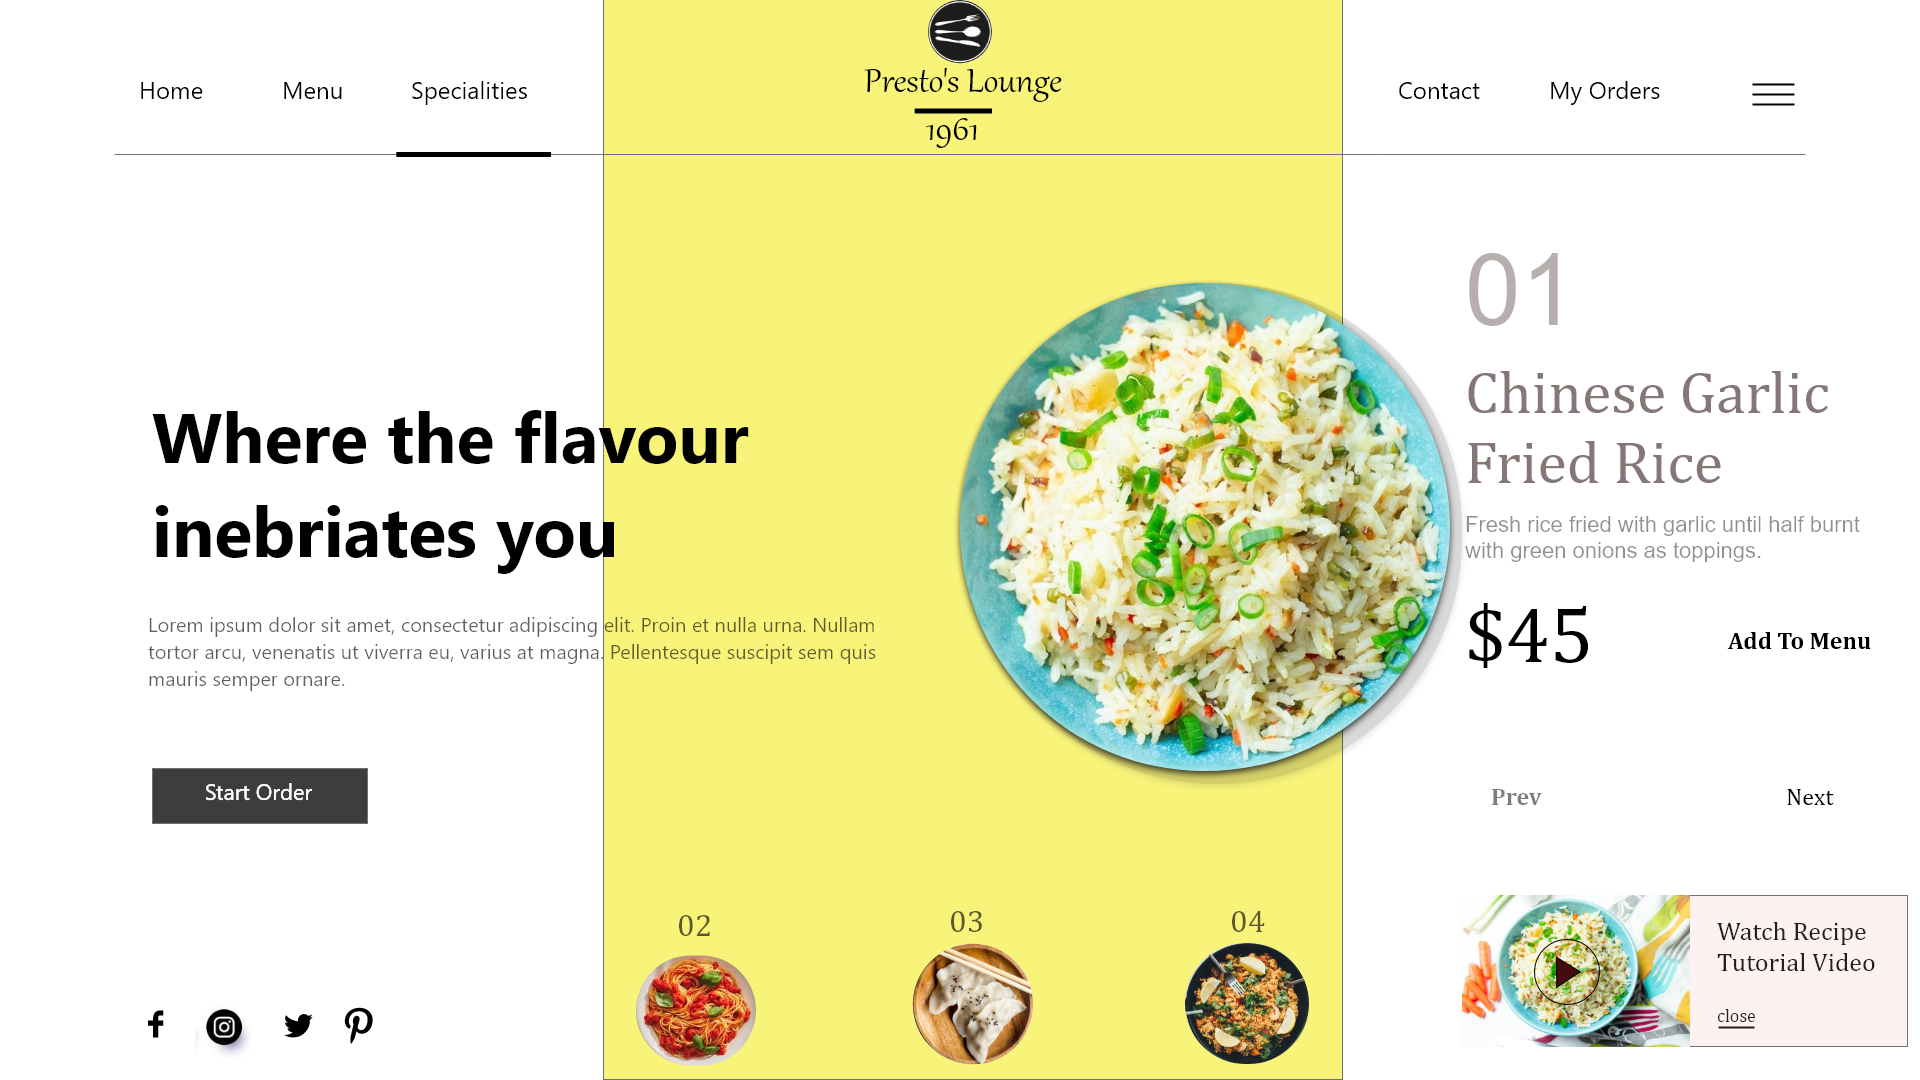 Home
Menu
Specialities
Presto's Lounge
1961
Contact
My Orders
Where the flavour
inebriates you
Lorem ipsum dolor sit amet, consectetur adipiscing elit. Proin et nulla urna. Nullam
tortor arcu, venenatis ut viverra eu, varius at magna. Pellentesque suscipit sem quis
mauris semper ornare.
Start Order
01
Chinese Garlic
Fried Rice
Fresh rice fried with garlic until half burnt
with green onions as toppings.
$45
Add To Menu
Prev
Next
02
03
04
Watch Recipe
Tutorial Video
close